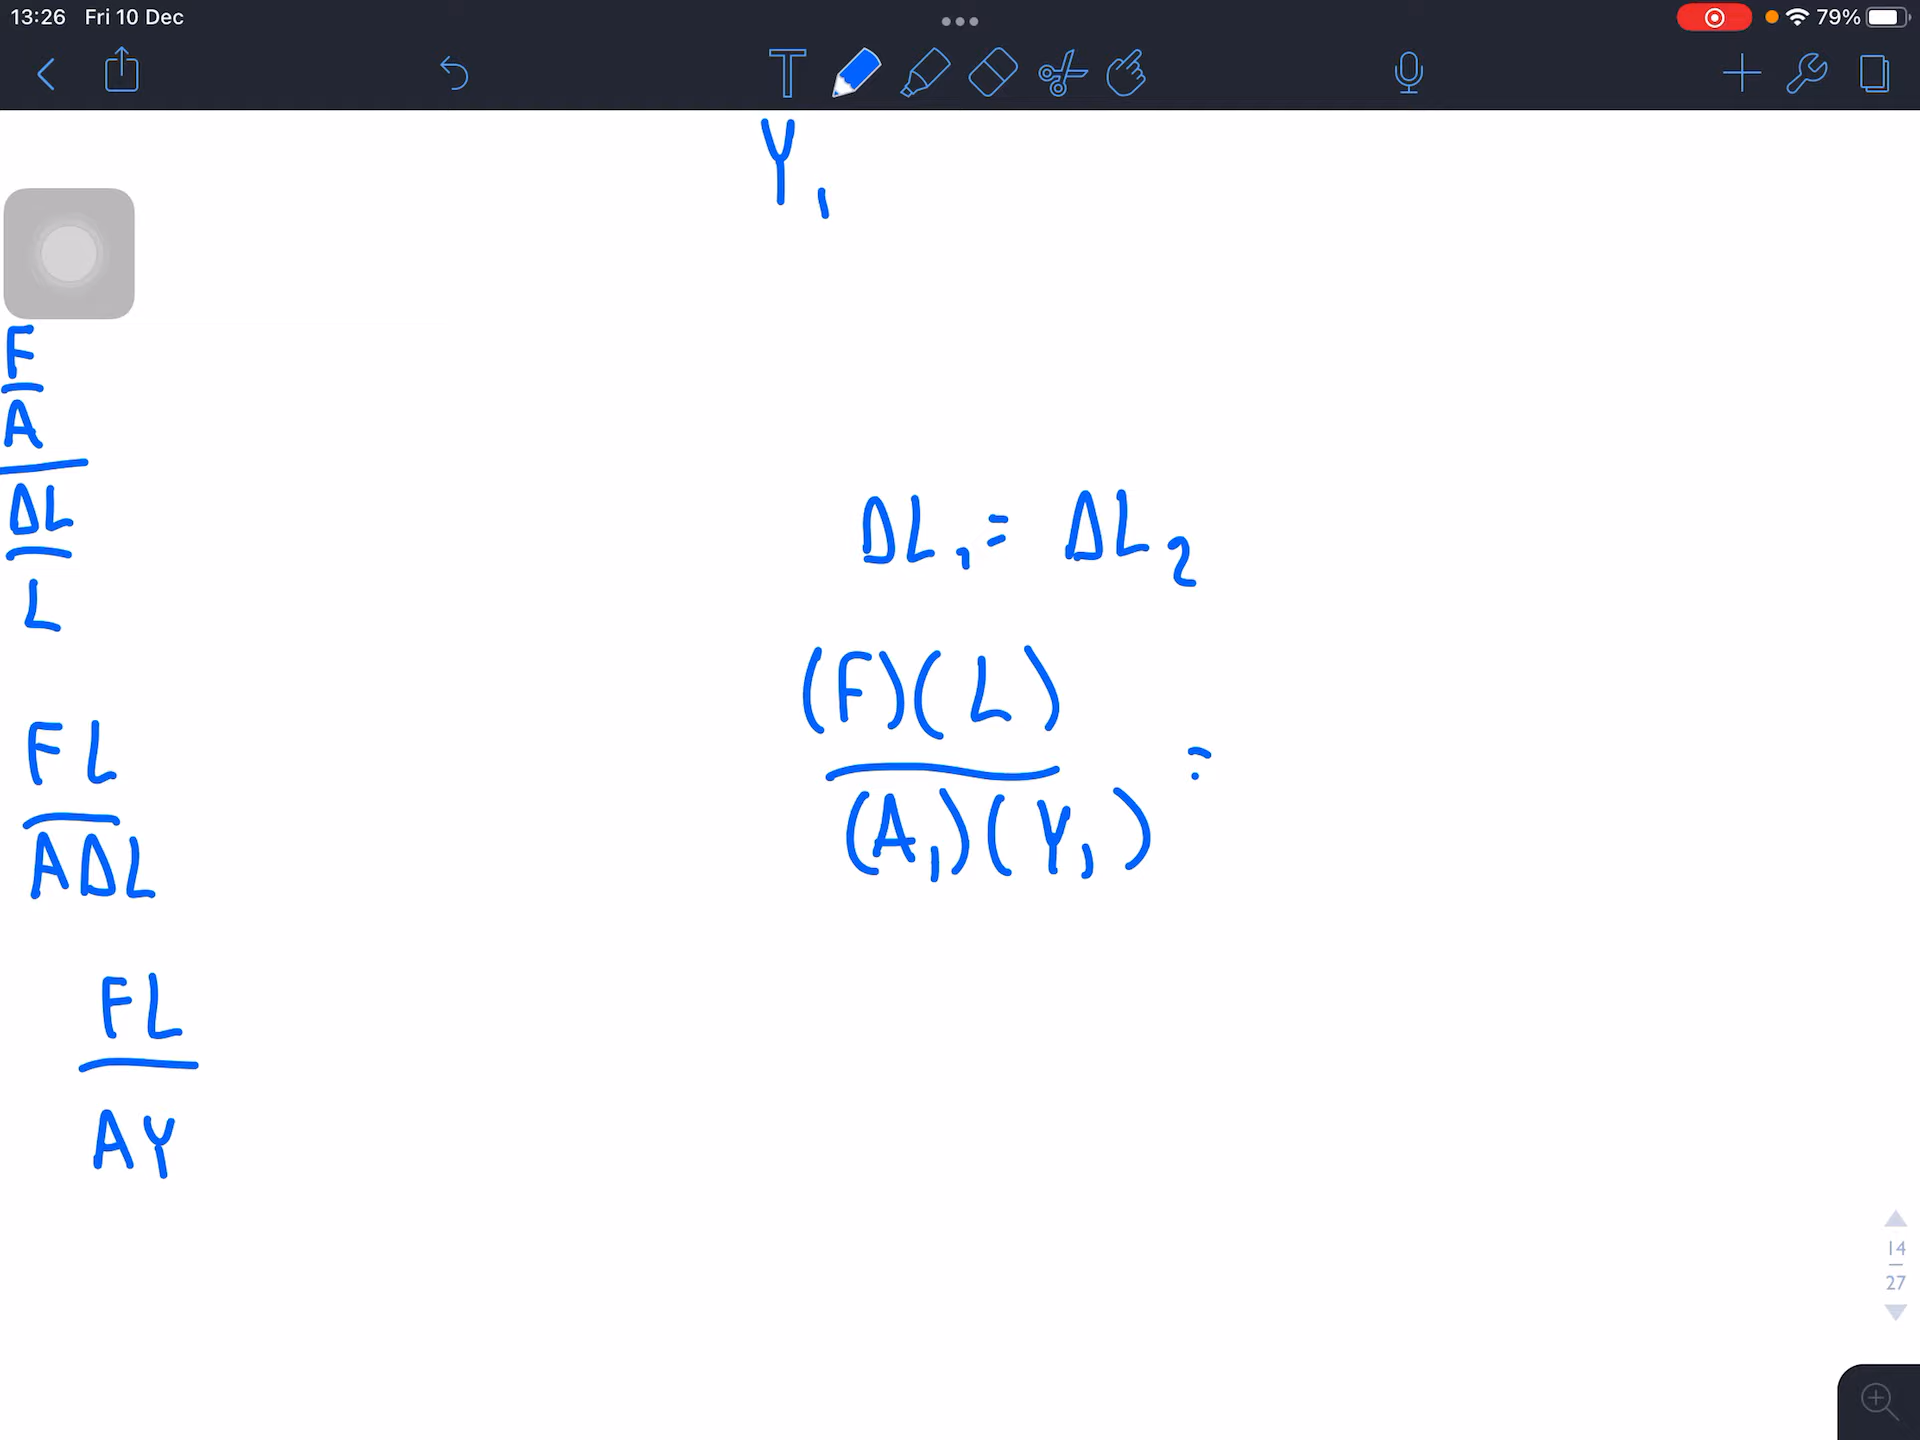 13:26 Fri 10 Dec
79%
T
Y₁
F
A
ΔL
L
FL
AΔL
FL
AY
ΔL₁ = ΔL₂
(F)(L) =
(A₁)(Y₁)
14
27